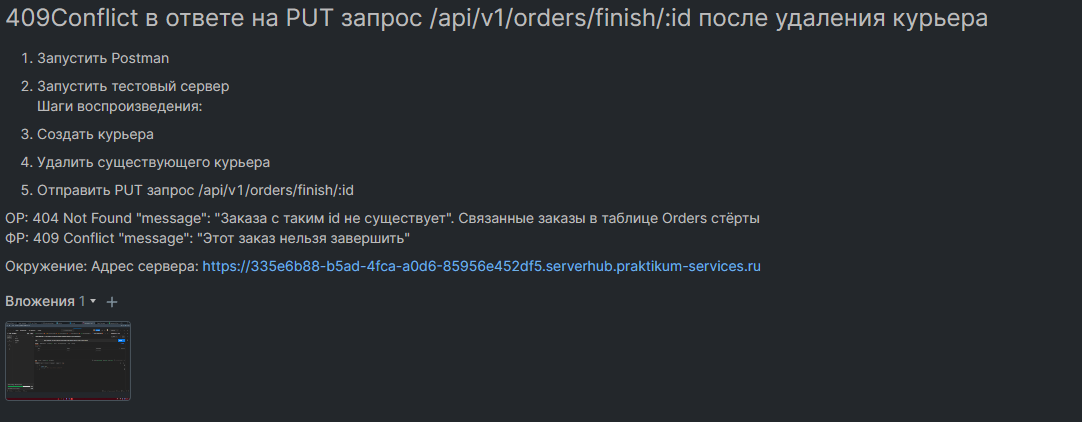 409Conflict в ответе на PUT запрос /api/v1/orders/finish/:id после удаления курьера
1. Запустить Postman
2. Запустить тестовый сервер
Шаги воспроизведения:
3. Создать курьера
4. Удалить существующего курьера
5. Отправить PUT запрос /api/v1/orders/finish/:id
ОР: 404 Not Found "message": "Заказа с таким id не существует". Связанные заказы в таблице Orders стёрты
ФР: 409 Conflict "message": "Этот заказ нельзя завершить"
Окружение: Адрес сервера: https://335e6b88-b5ad-4fca-a0d6-85956e452df5.serverhub.praktikum-services.ru
Вложения 1